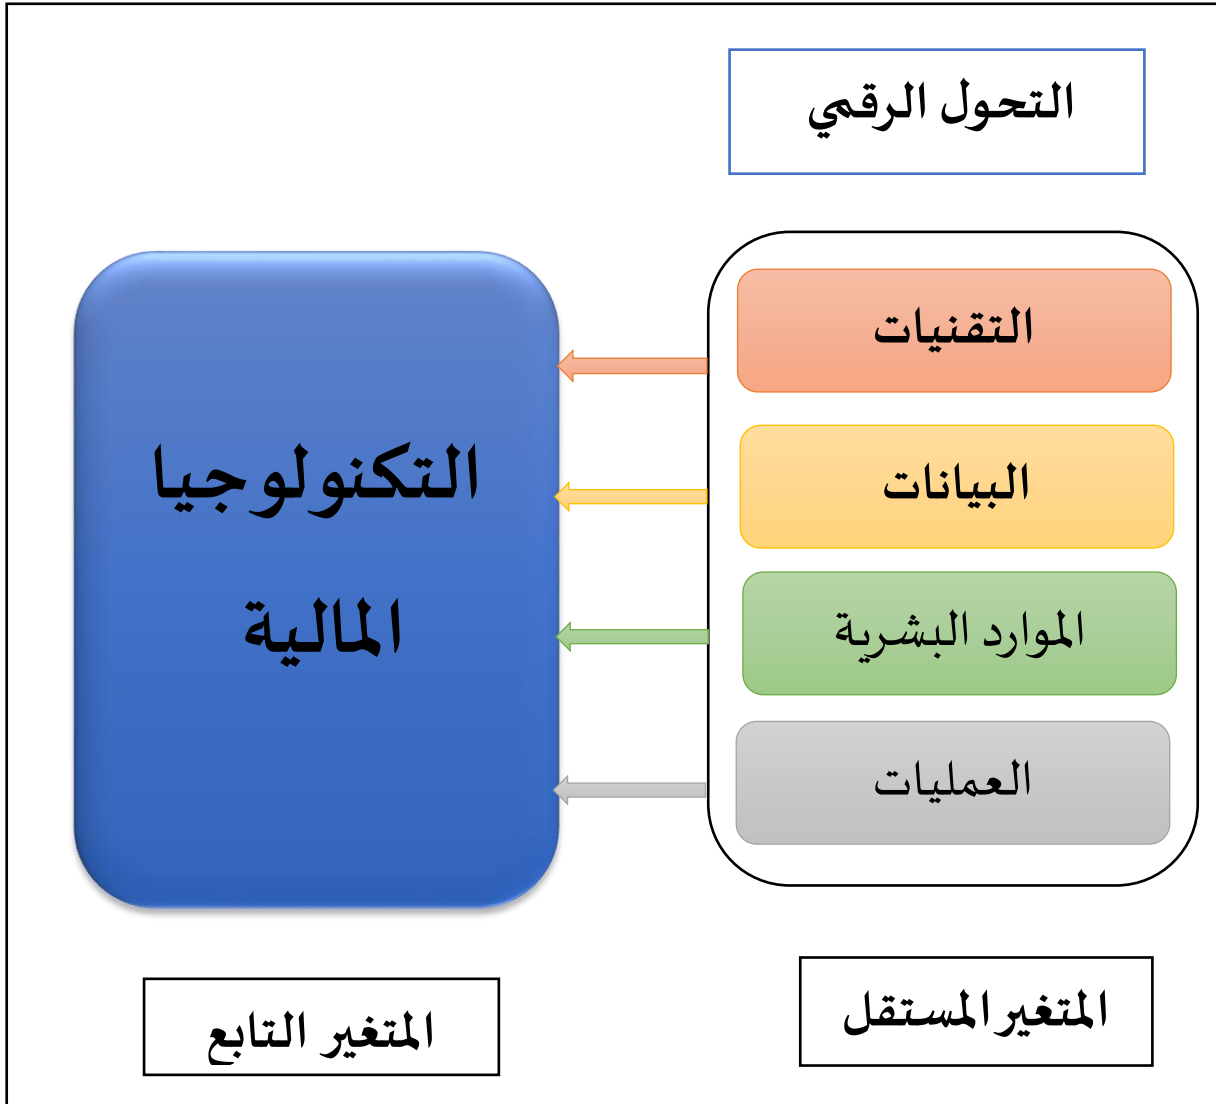 التحول الرقمي
التقنيات
البيانات
الموارد البشرية
العمليات
التكنولوجيا
المالية
المتغير المستقل
المتغير التابع